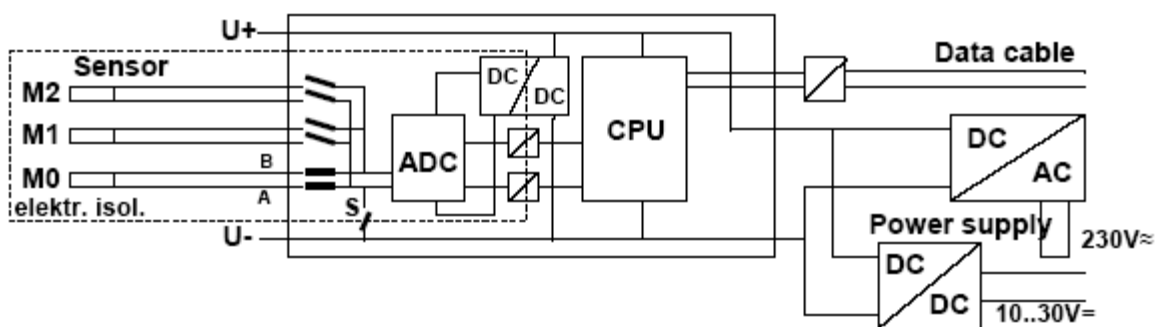 U+
Sensor
M2
M1
M0
B
A
elektr. isol.
S
U-
ADC
DC
DC
CPU
Data cable
DC
AC
Power supply
230V≈
DC
DC
10..30V=